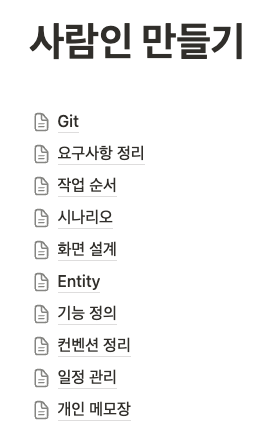 사람인 만들기
Git
요구사항 정리
작업 순서
시나리오
화면 설계
Entity
기능 정의
컨벤션 정리
일정 관리
개인 메모장